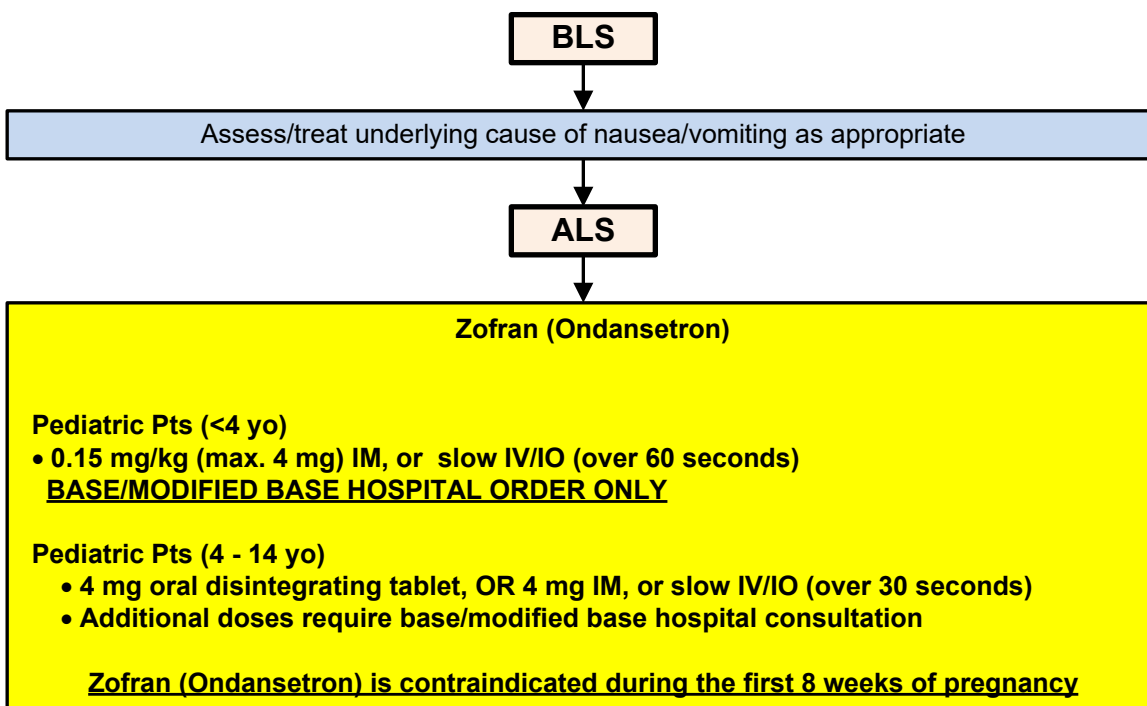 BLS
Assess/treat underlying cause of nausea/vomiting as appropriate
ALS
Zofran (Ondansetron)
Pediatric Pts (<4 yo)
• 0.15 mg/kg (max. 4 mg) IM, or slow IV/IO (over 60 seconds)
BASE/MODIFIED BASE HOSPITAL ORDER ONLY
Pediatric Pts (4 - 14 yo)
• 4 mg oral disintegrating tablet, OR 4 mg IM, or slow IV/IO (over 30 seconds)
• Additional doses require base/modified base hospital consultation
Zofran (Ondansetron) is contraindicated during the first 8 weeks of pregnancy